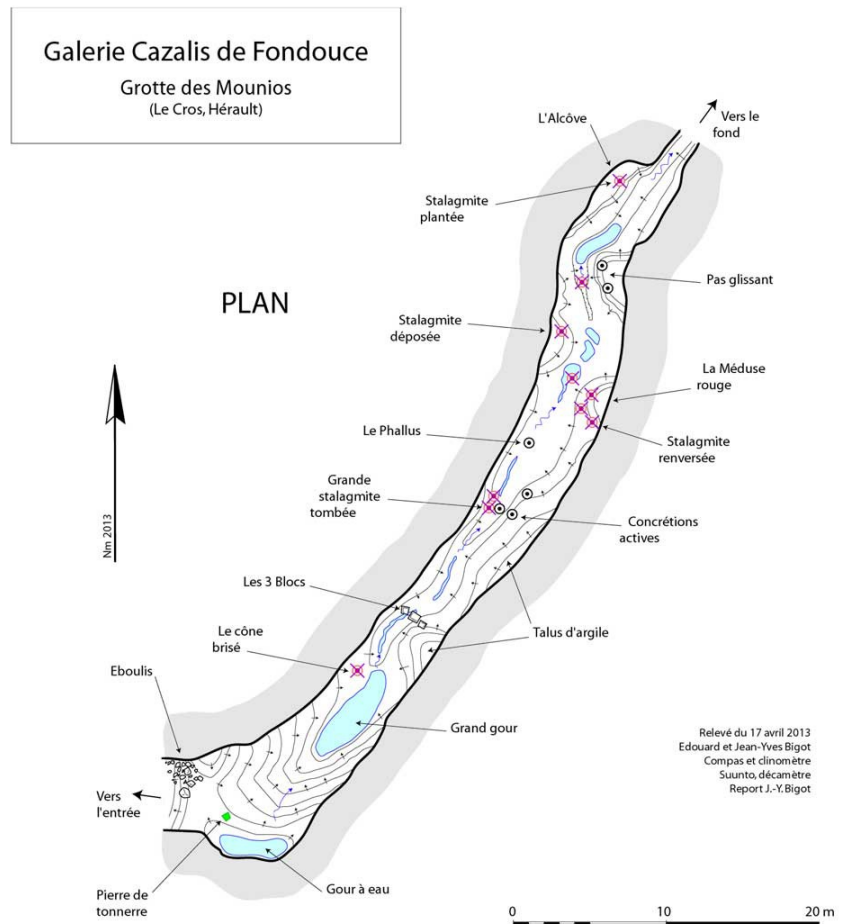 Galerie Cazalis de Fondouce
Grotte des Mounios
(Le Cros, Hérault)
Vers le
fond
L'Alcôve
Stalagmite
plantée
Pas glissant
PLAN
Stalagmite
déposée
La Méduse
rouge
Le Phallus
Stalagmite
renversée
Grande
stalagmite
tombée
Concrétions
actives
Nm 2013
Les 3 Blocs
Talus d'argile
Le cône
brisé
Eboulis
Grand gour
Relevé du 17 avril 2013
Edouard et Jean-Yves Bigot
Compas et clinomètre
Suunto, décamètre
Report J.-Y. Bigot
Vers
l'entrée
Pierre de
tonnerre
Gour à eau
0 10 20 m